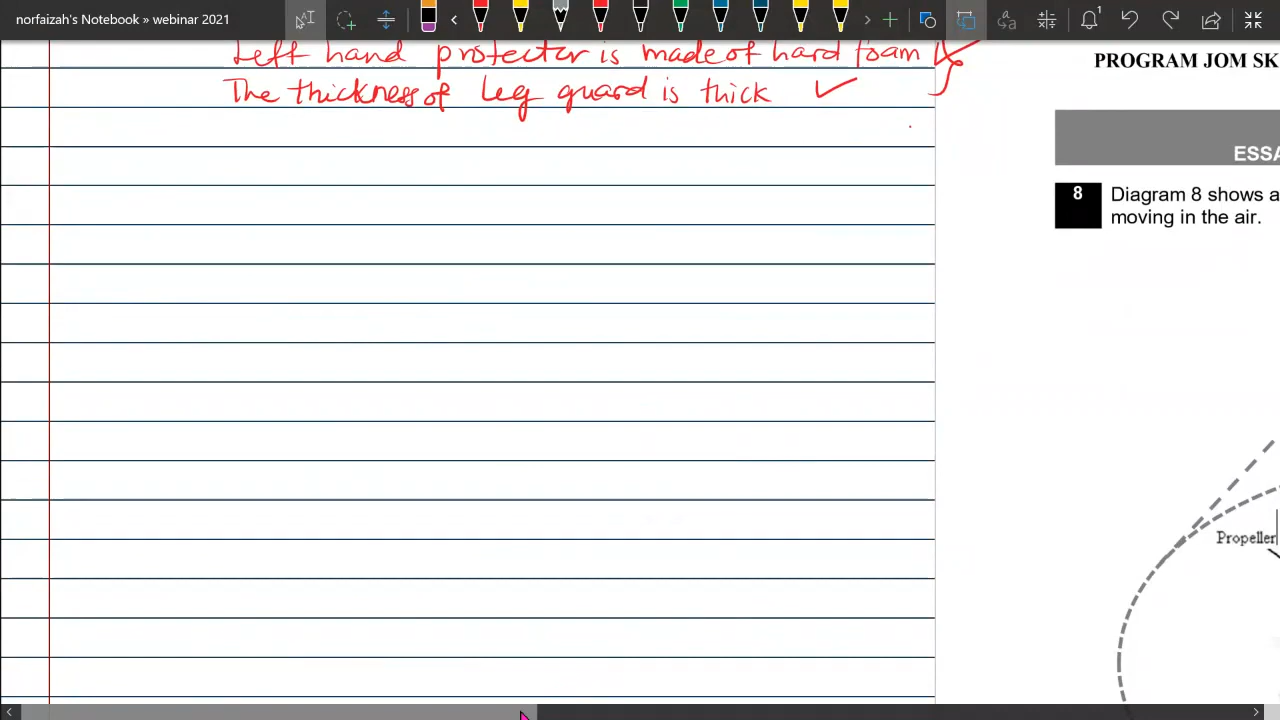 norfaizah's Notebook » webinar 2021
Left hand protector is made of hard foam
The thickness of leg guard is thick
PROGRAM JOM SK
ESSA
8
Diagram 8 shows a
moving in the air.
Propeller